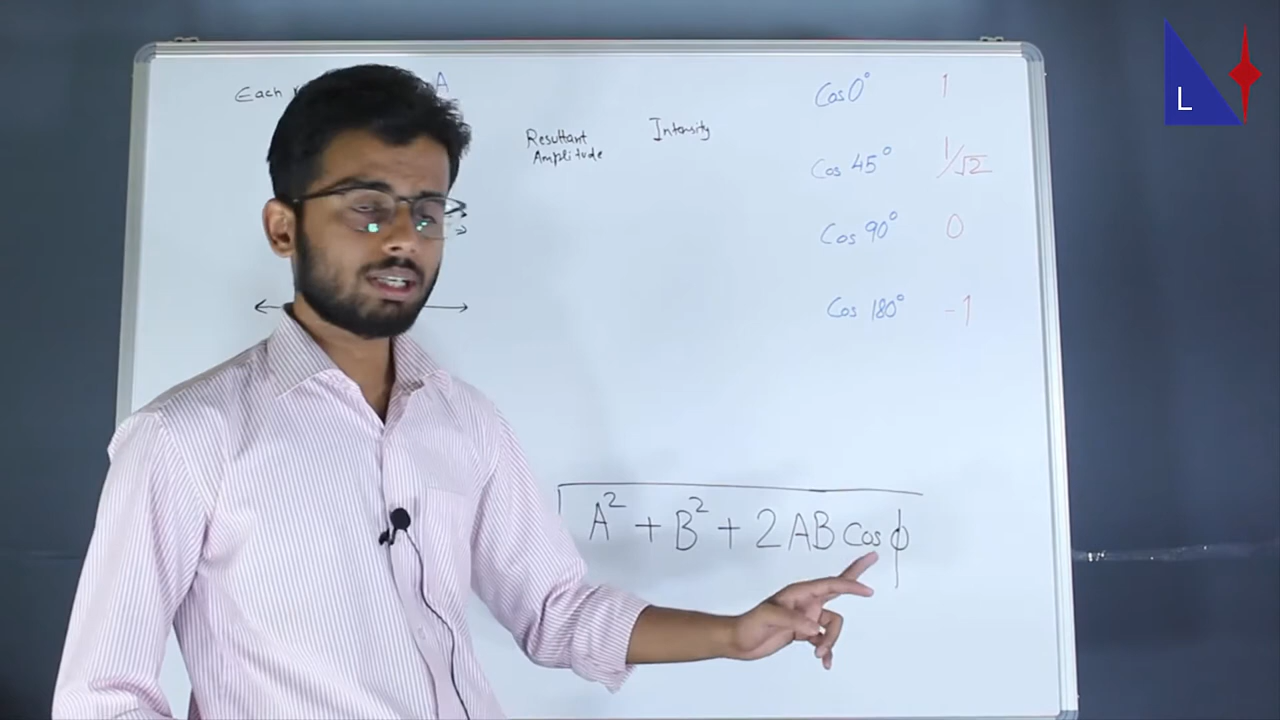 Each A
Resultant Intensity
Amplitude
Cos 0° 1
Cos 45° 1/√2
Cos 90° 0
Cos 180° -1
√A² + B² + 2AB Cos ϕ
L